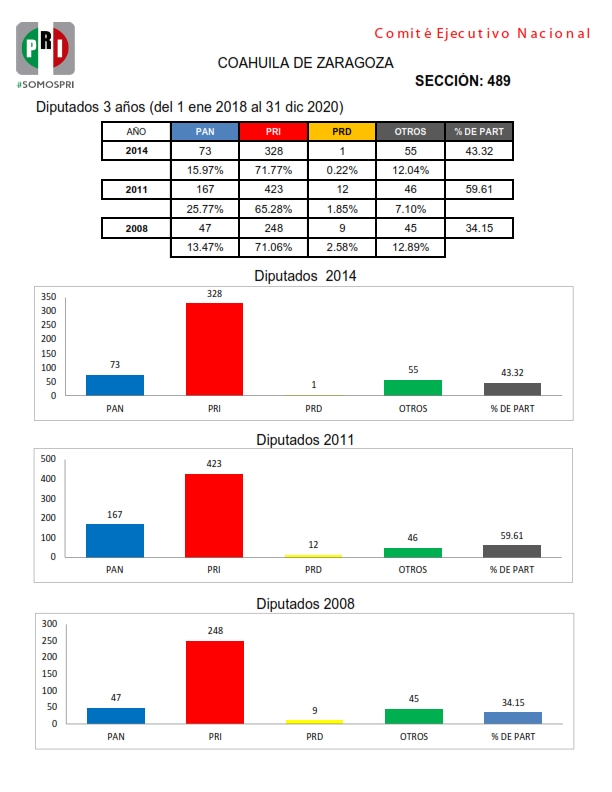 Comité Ejecutivo Nacional
PRI
#SOMOSPRI
COAHUILA DE ZARAGOZA
SECCIÓN: 489
Diputados 3 años (del 1 ene 2018 al 31 dic 2020)
AÑO PAN PRI PRD OTROS % DE PART
2014 73 328 1 55 43.32
15.97% 71.77% 0.22% 12.04%
2011 167 423 12 46 59.61
25.77% 65.28% 1.85% 7.10%
2008 47 248 9 45 34.15
13.47% 71.06% 2.58% 12.89%
Diputados 2014
350
300
250
200
150
100
50
0
73
328
1
55
43.32
PAN PRI PRD OTROS % DE PART
Diputados 2011
500
400
300
200
100
0
167
423
12
46
59.61
PAN PRI PRD OTROS % DE PART
Diputados 2008
300
250
200
150
100
50
0
47
248
9
45
34.15
PAN PRI PRD OTROS % DE PART